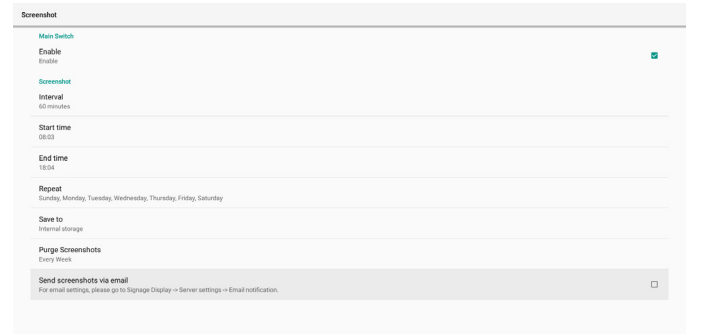 Screenshot
Main Switch
Enable
Enable
Screenshot
Interval
60 minutes
Start time
08:03
End time
18:04
Repeat
Sunday, Monday, Tuesday, Wednesday, Thursday, Friday, Saturday
Save to
Internal storage
Purge Screenshots
Every Week
Send screenshots via email
For email settings, please go to Signage Display -> Server settings -> Email notification.